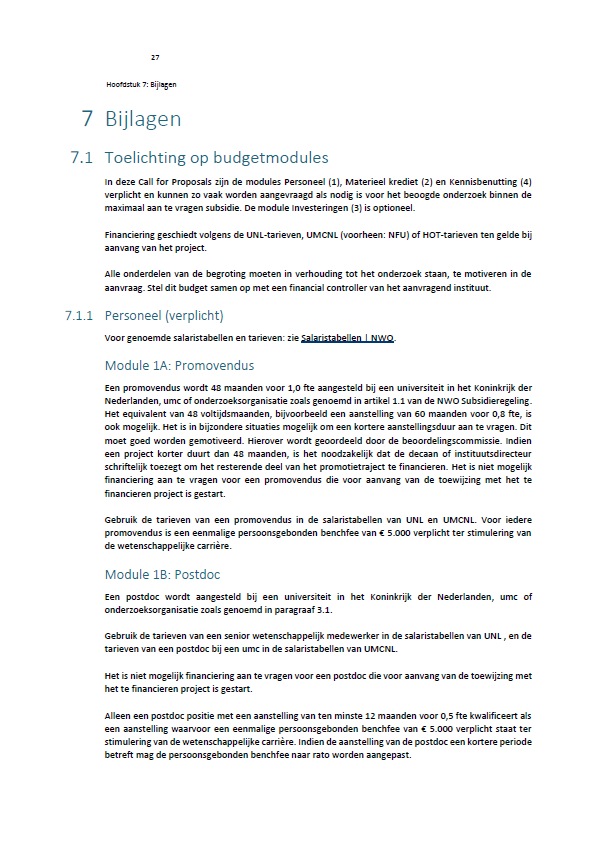 27
Hoofdstuk 7: Bijlagen
7 Bijlagen
7.1 Toelichting op budgetmodules
In deze Call for Proposals zijn de modules Personeel (1), Materieel krediet (2) en Kennisbenutting (4)
verplicht en kunnen zo vaak worden aangevraagd als nodig is voor het beoogde onderzoek binnen de
maximaal aan te vragen subsidie. De module Investeringen (3) is optioneel.
Financiering geschiedt volgens de UNL-tarieven, UMCNL (voorheen: NFU) of HOT-tarieven ten gelde bij
aanvang van het project.
Alle onderdelen van de begroting moeten in verhouding tot het onderzoek staan, te motiveren in de
aanvraag. Stel dit budget samen op met een financial controller van het aanvragend instituut.
7.1.1 Personeel (verplicht)
Voor genoemde salaristabellen en tarieven: zie Salaristabellen | NWO.
Module 1A: Promovendus
Een promovendus wordt 48 maanden voor 1,0 fte aangesteld bij een universiteit in het Koninkrijk der
Nederlanden, umc of onderzoeksorganisatie zoals genoemd in artikel 1.1 van de NWO Subsidieregeling.
Het equivalent van 48 voltijdsmaanden, bijvoorbeeld een aanstelling van 60 maanden voor 0,8 fte, is
ook mogelijk. Het is in bijzondere situaties mogelijk om een kortere aanstellingsduur aan te vragen. Dit
moet goed worden gemotiveerd. Hierover wordt geoordeeld door de beoordelingscommissie. Indien
een project korter duurt dan 48 maanden, is het noodzakelijk dat de decaan of instituutsdirecteur
schriftelijk toezegt om het resterende deel van het promotietraject te financieren. Het is niet mogelijk
financiering aan te vragen voor een promovendus die voor aanvang van de toewijzing met het te
financieren project is gestart.
Gebruik de tarieven van een promovendus in de salaristabellen van UNL en UMCNL. Voor iedere
promovendus is een eenmalige persoonsgebonden benchfee van € 5.000 verplicht ter stimulering van
de wetenschappelijke carrière.
Module 1B: Postdoc
Een postdoc wordt aangesteld bij een universiteit in het Koninkrijk der Nederlanden, umc of
onderzoeksorganisatie zoals genoemd in paragraaf 3.1.
Gebruik de tarieven van een senior wetenschappelijk medewerker in de salaristabellen van UNL , en de
tarieven van een postdoc bij een umc in de salaristabellen van UMCNL.
Het is niet mogelijk financiering aan te vragen voor een postdoc die voor aanvang van de toewijzing met
het te financieren project is gestart.
Alleen een postdoc positie met een aanstelling van ten minste 12 maanden voor 0,5 fte kwalificeert als
een aanstelling waarvoor een eenmalige persoonsgebonden benchfee van € 5.000 verplicht staat ter
stimulering van de wetenschappelijke carrière. Indien de aanstelling van de postdoc een kortere periode
betreft mag de persoonsgebonden benchfee naar rato worden aangepast.